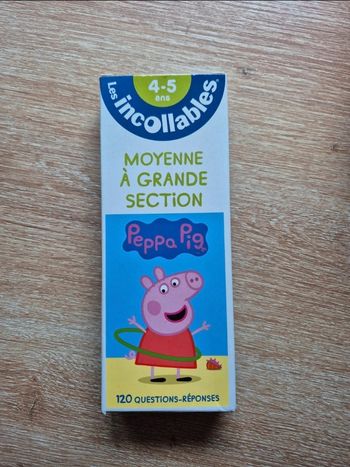 4-5
ans
Les
incollables®
MOYENNE
À GRANDE
SECTION
Peppa Pig
120 QUESTIONS-RÉPONSES